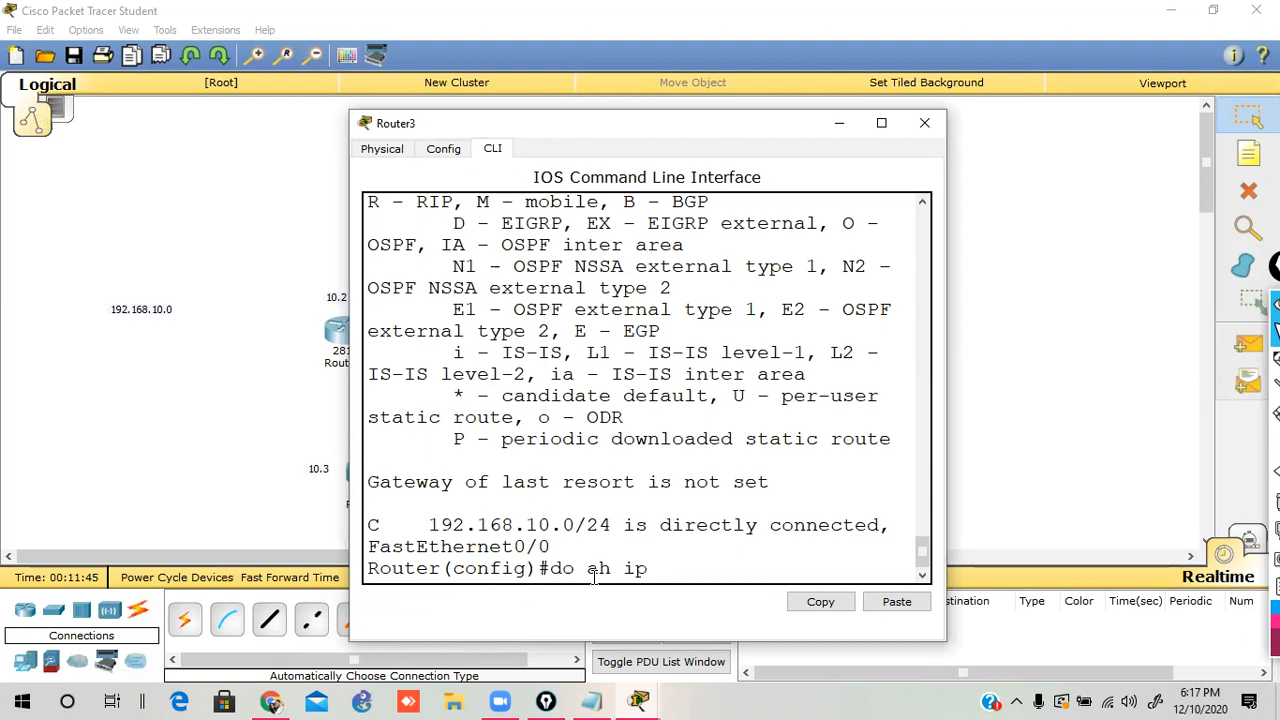 Cisco Packet Tracer Student
File Edit Options View Tools Extensions Help
Logical [Root] New Cluster Move Object Set Tiled Background Viewport
Router3
Physical Config CLI
IOS Command Line Interface
R - RIP, M - mobile, B - BGP
D - EIGRP, EX - EIGRP external, O -
OSPF, IA - OSPF inter area
N1 - OSPF NSSA external type 1, N2 -
OSPF NSSA external type 2
E1 - OSPF external type 1, E2 - OSPF
external type 2, E - EGP
i - IS-IS, L1 - IS-IS level-1, L2 -
IS-IS level-2, ia - IS-IS inter area
* - candidate default, U - per-user
static route, o - ODR
P - periodic downloaded static route
Gateway of last resort is not set
C 192.168.10.0/24 is directly connected,
FastEthernet0/0
Router(config)#do ah ip
Copy Paste
192.168.10.0
10.2
281
Rout
10.3
Time: 00:11:45 Power Cycle Devices Fast Forward Time Realtime
Connections
Automatically Choose Connection Type
Toggle PDU List Window
stination Type Color Time(sec) Periodic Num
6:17 PM
12/10/2020